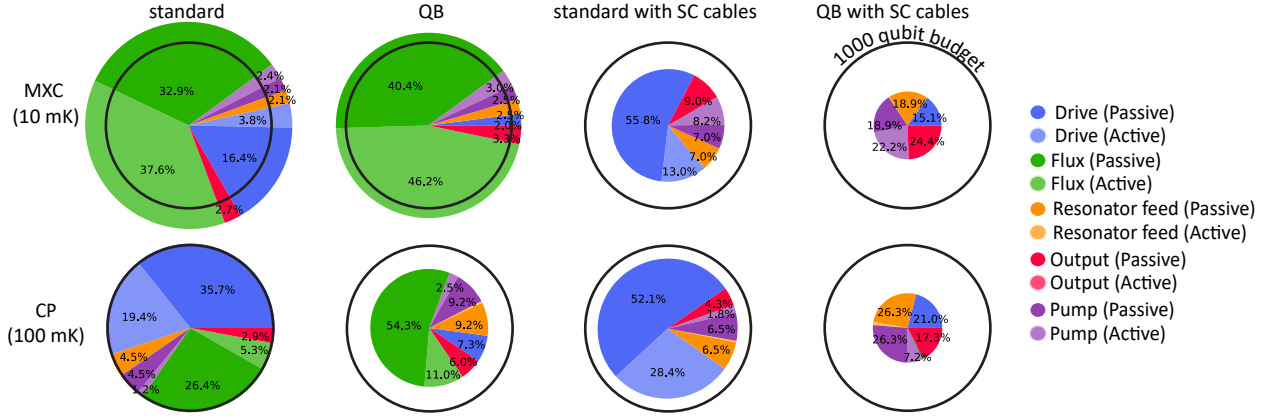 standard
QB
standard with SC cables
QB with SC cables
MXC
(10 mK)
32.9%
2.4%
2.1%
2.1%
3.8%
16.4%
2.7%
37.6%
40.4%
3.0%
2.5%
2.5%
2.0%
3.3%
46.2%
55.8%
9.0%
8.2%
7.0%
7.0%
13.0%
1000 qubit budget
18.9%
15.1%
18.9%
22.2%
24.4%
CP
(100 mK)
35.7%
19.4%
2.9%
5.3%
4.5%
4.5%
1.2%
26.4%
2.5%
9.2%
54.3%
9.2%
7.3%
6.0%
11.0%
52.1%
4.3%
1.8%
6.5%
6.5%
28.4%
26.3%
21.0%
26.3%
17.3%
7.2%
Drive (Passive)
Drive (Active)
Flux (Passive)
Flux (Active)
Resonator feed (Passive)
Resonator feed (Active)
Output (Passive)
Output (Active)
Pump (Passive)
Pump (Active)